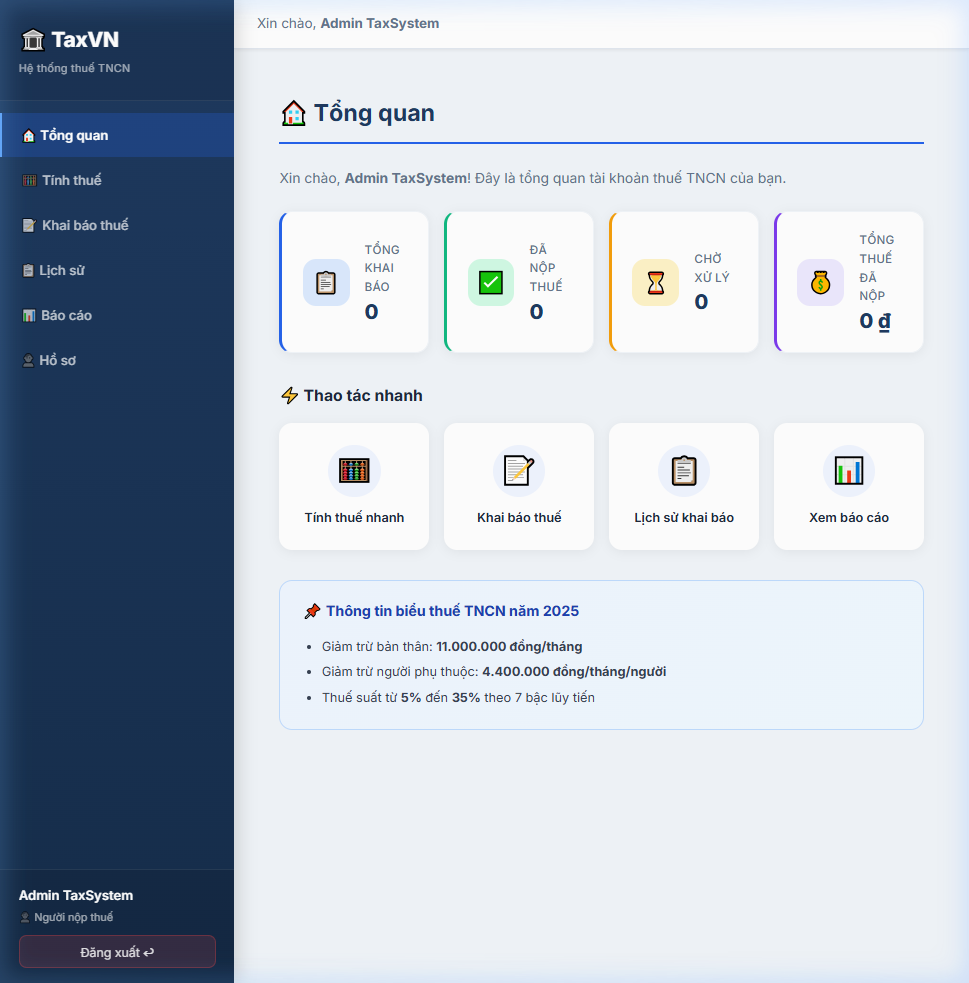 TaxVN
Hệ thống thuế TNCN
Tổng quan
Tính thuế
Khai báo thuế
Lịch sử
Báo cáo
Hồ sơ
Admin TaxSystem
Người nộp thuế
Đăng xuất ↩
Xin chào, Admin TaxSystem
Tổng quan
Xin chào, Admin TaxSystem! Đây là tổng quan tài khoản thuế TNCN của bạn.
TỔNG
KHAI
BÁO
0
ĐÃ
NỘP
THUẾ
0
CHỜ
XỬ LÝ
0
TỔNG
THUẾ
ĐÃ
NỘP
0 ₫
Thao tác nhanh
Tính thuế nhanh
Khai báo thuế
Lịch sử khai báo
Xem báo cáo
Thông tin biểu thuế TNCN năm 2025
• Giảm trừ bản thân: 11.000.000 đồng/tháng
• Giảm trừ người phụ thuộc: 4.400.000 đồng/tháng/người
• Thuế suất từ 5% đến 35% theo 7 bậc lũy tiến